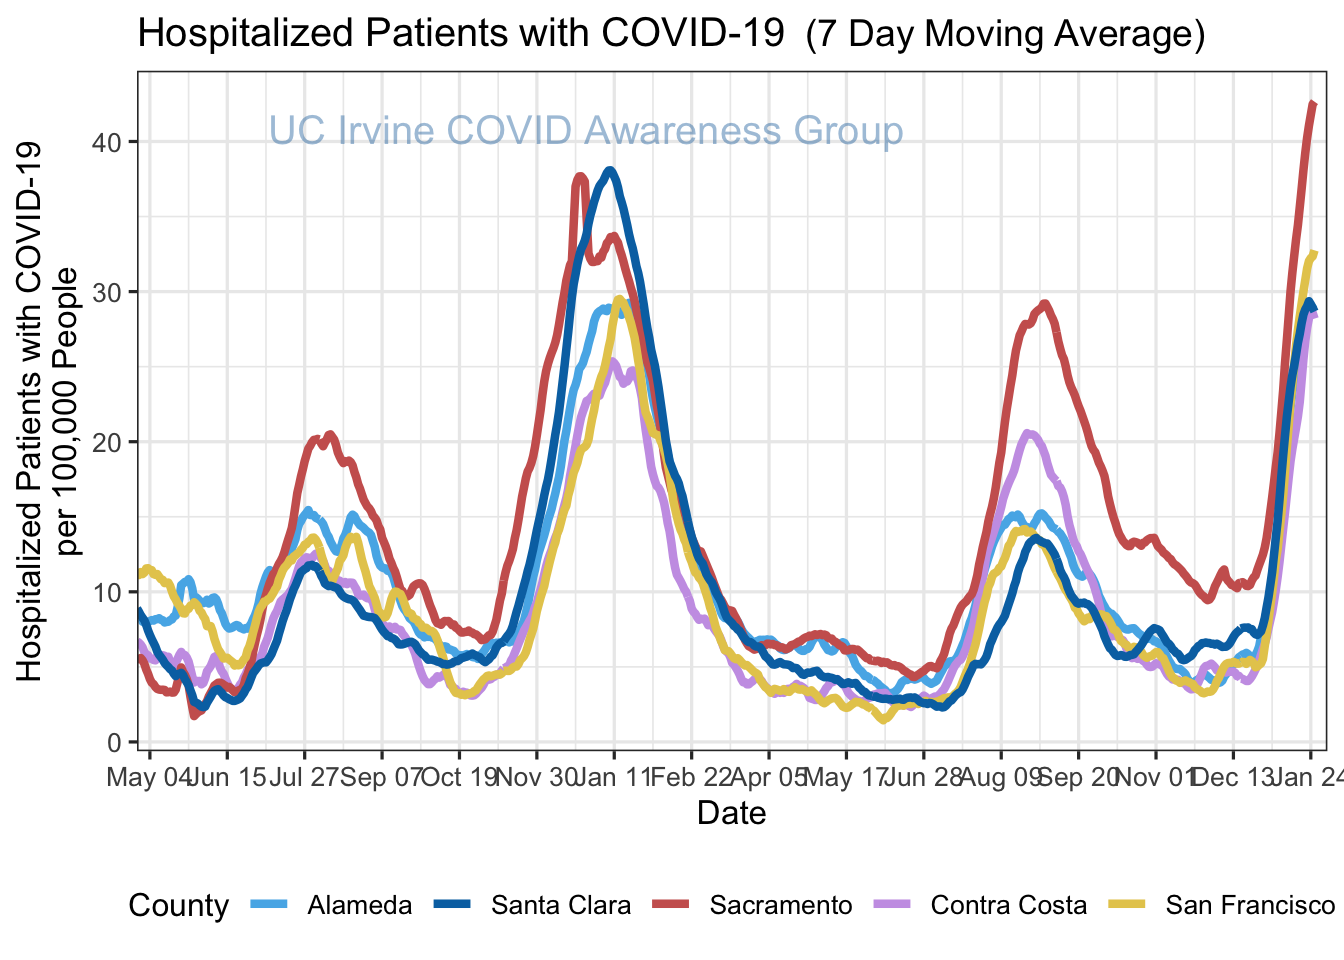 Hospitalized Patients with COVID-19  (7 Day Moving Average)
UC Irvine COVID Awareness Group
Hospitalized Patients with COVID-19
per 100,000 People
40
30
20
10
0
May 04 Jun 15 Jul 27 Sep 07 Oct 19 Nov 30 Jan 11 Feb 22 Apr 05 May 17 Jun 28 Aug 09 Sep 20 Nov 01 Dec 13 Jan 24
Date
County Alameda Santa Clara Sacramento Contra Costa San Francisco